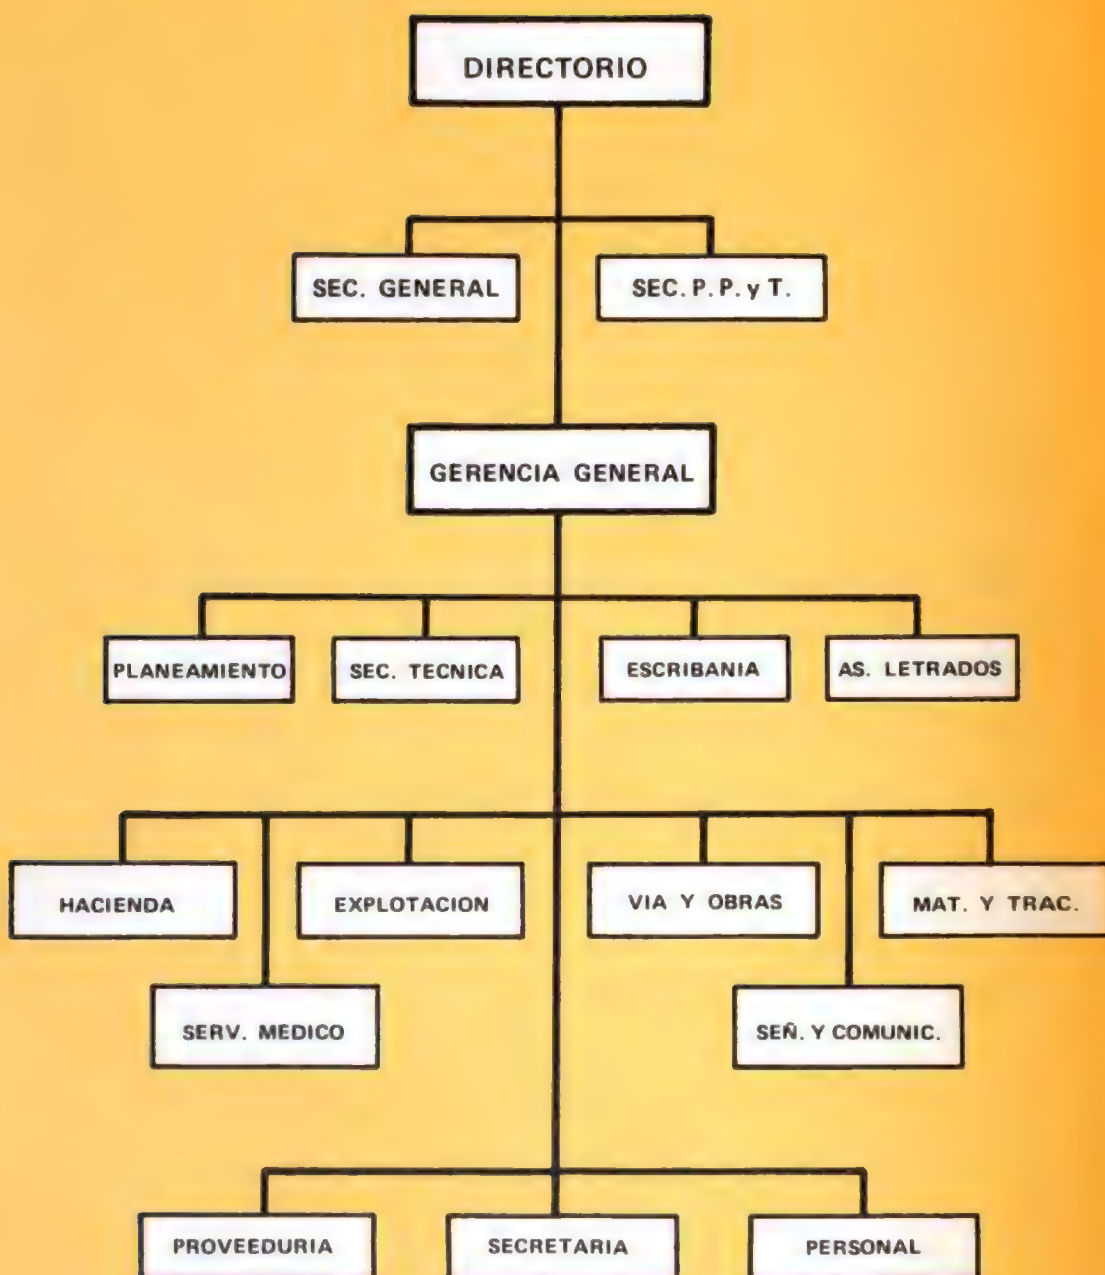 DIRECTORIO
SEC. GENERAL
SEC. P. P. y T.
GERENCIA GENERAL
PLANEAMIENTO
SEC. TECNICA
ESCRIBANIA
AS. LETRADOS
HACIENDA
EXPLOTACION
VIA Y OBRAS
MAT. Y TRAC.
SERV. MEDICO
SEÑ. Y COMUNIC.
PROVEEDURIA
SECRETARIA
PERSONAL